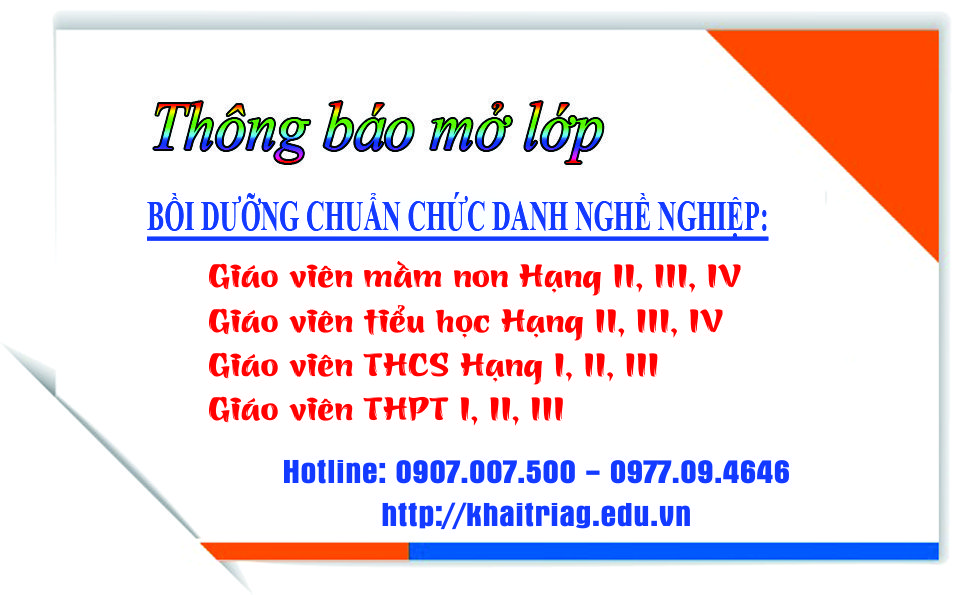 Thông báo mở lớp
BỒI DƯỠNG CHUẨN CHỨC DANH NGHỀ NGHIỆP:
Giáo viên mầm non Hạng II, III, IV
Giáo viên tiểu học Hạng II, III, IV
Giáo viên THCS Hạng I, II, III
Giáo viên THPT I, II, III
Hotline: 0907.007.500 - 0977.09.4646
http://khaitriag.edu.vn